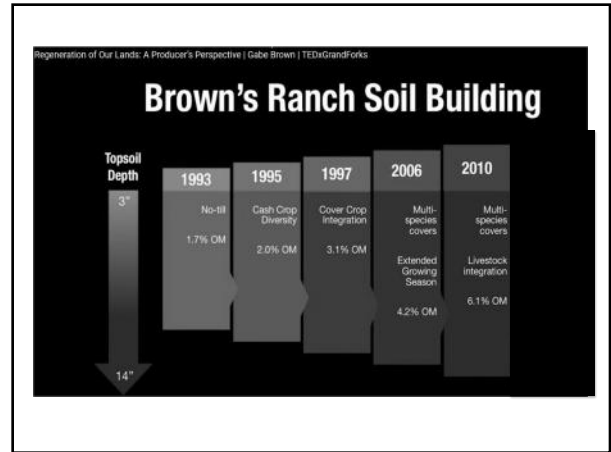 Regeneration of Our Lands: A Producer's Perspective | Gabe Brown | TEDxGrandForks
Brown's Ranch Soil Building
Topsoil
Depth
3"
14"
1993
No-till
1.7% OM
1995
Cash Crop
Diversity
2.0% OM
1997
Cover Crop
Integration
3.1% OM
2006
Multi-
species
covers
Extended
Growing
Season
4.2% OM
2010
Multi-
species
covers
Livestock
integration
6.1% OM